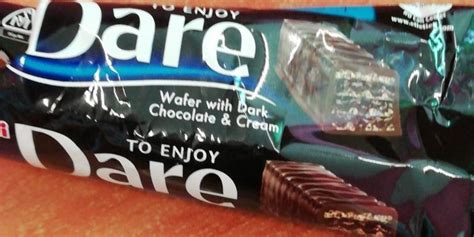 TO ENJOY
Dare
Wafer with Dark
Chocolate & Cream
TO ENJOY
Dare